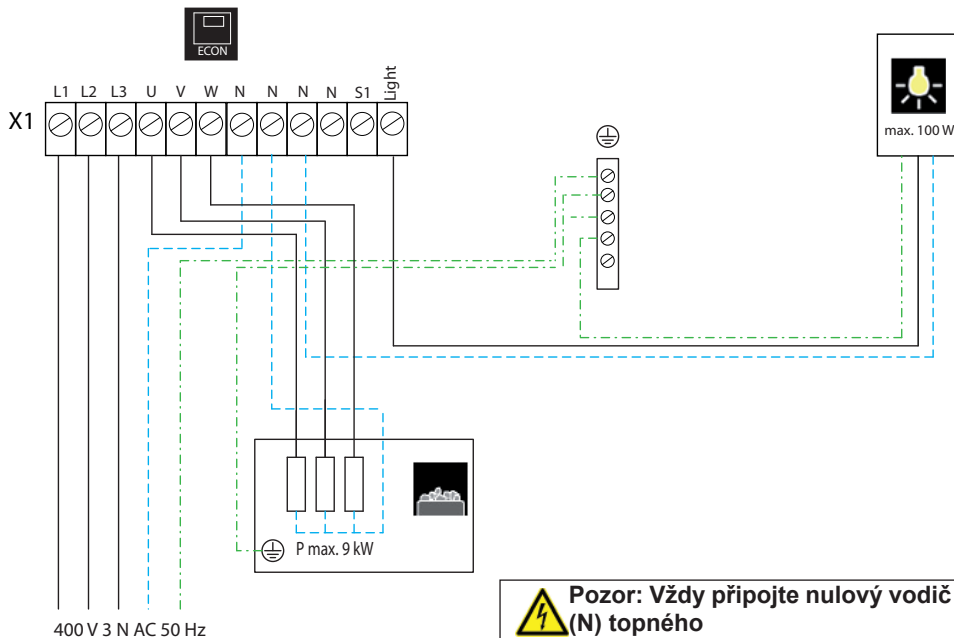 ECON
L1 L2 L3 U V W N N N N S1 Light
X1
max. 100 W
P max. 9 kW
400 V 3 N AC 50 Hz
Pozor: Vždy připojte nulový vodič
(N) topného